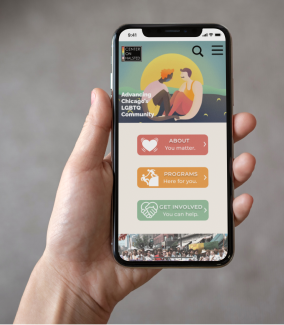 9:41
CENTER
ON
HALSTED
Advancing
Chicago's
LGBTQ
Community
ABOUT
You matter.
PROGRAMS
Here for you.
GET INVOLVED
You can help.